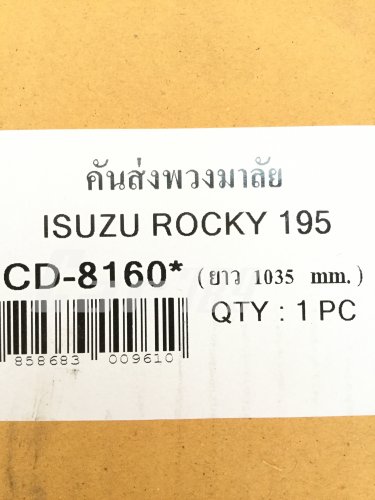 คันส่งพวงมาลัย
ISUZU ROCKY 195
CD-8160* (ยาว 1035 mm.)
QTY : 1 PC
858683 009610